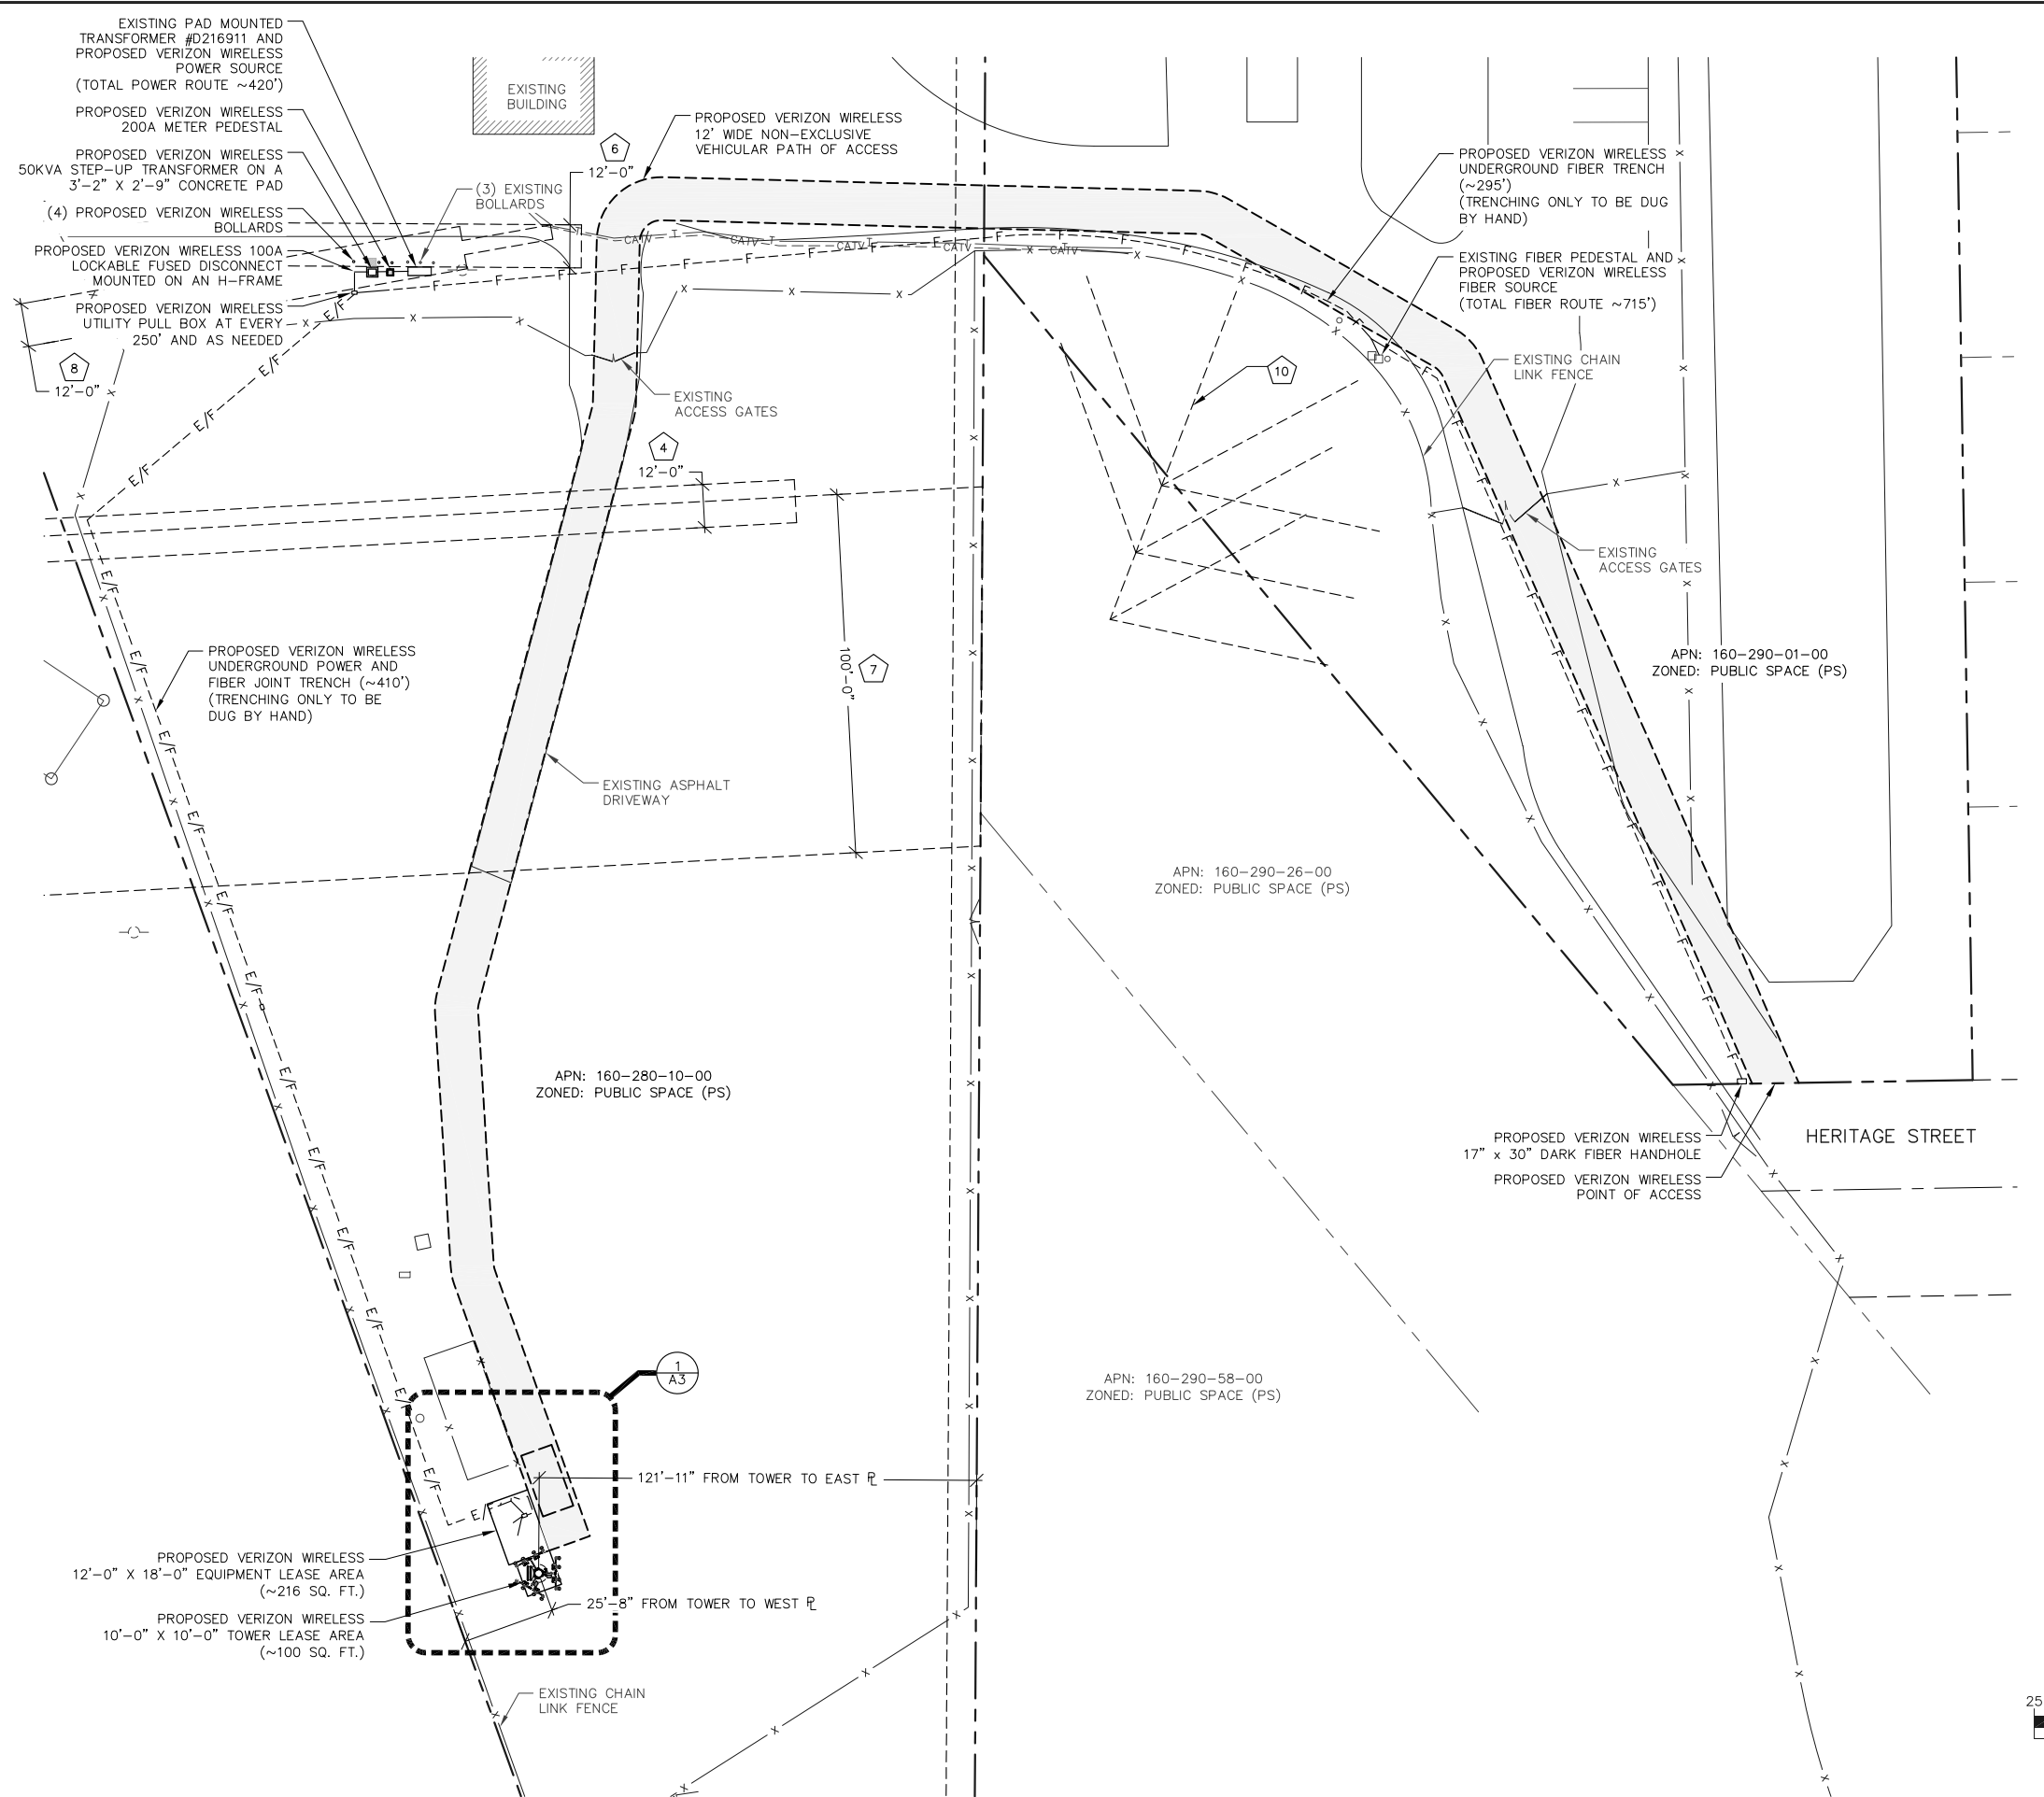 EXISTING PAD MOUNTED
TRANSFORMER #D216911 AND
PROPOSED VERIZON WIRELESS
POWER SOURCE
(TOTAL POWER ROUTE ~420')
PROPOSED VERIZON WIRELESS
200A METER PEDESTAL
PROPOSED VERIZON WIRELESS
50KVA STEP-UP TRANSFORMER ON A
3'-2" X 2'-9" CONCRETE PAD
(4) PROPOSED VERIZON WIRELESS
BOLLARDS
PROPOSED VERIZON WIRELESS 100A
LOCKABLE FUSED DISCONNECT
MOUNTED ON AN H-FRAME
PROPOSED VERIZON WIRELESS
UTILITY PULL BOX AT EVERY
250' AND AS NEEDED
8
12'-0"
EXISTING
BUILDING
6
12'-0"
(3) EXISTING
BOLLARDS
PROPOSED VERIZON WIRELESS
12' WIDE NON-EXCLUSIVE
VEHICULAR PATH OF ACCESS
CATV T CATV T CATV T CATV CATV
PROPOSED VERIZON WIRELESS
UNDERGROUND FIBER TRENCH
(~295')
(TRENCHING ONLY TO BE DUG
BY HAND)
EXISTING FIBER PEDESTAL AND
PROPOSED VERIZON WIRELESS
FIBER SOURCE
(TOTAL FIBER ROUTE ~715')
EXISTING CHAIN
LINK FENCE
10
EXISTING
ACCESS GATES
4
12'-0"
EXISTING
ACCESS GATES
100'-0"
7
PROPOSED VERIZON WIRELESS
UNDERGROUND POWER AND
FIBER JOINT TRENCH (~410')
(TRENCHING ONLY TO BE
DUG BY HAND)
APN: 160-290-01-00
ZONED: PUBLIC SPACE (PS)
EXISTING ASPHALT
DRIVEWAY
APN: 160-290-26-00
ZONED: PUBLIC SPACE (PS)
APN: 160-280-10-00
ZONED: PUBLIC SPACE (PS)
PROPOSED VERIZON WIRELESS
17" x 30" DARK FIBER HANDHOLE
HERITAGE STREET
PROPOSED VERIZON WIRELESS
POINT OF ACCESS
1
A3
APN: 160-290-58-00
ZONED: PUBLIC SPACE (PS)
121'-11" FROM TOWER TO EAST PL
PROPOSED VERIZON WIRELESS
12'-0" X 18'-0" EQUIPMENT LEASE AREA
(~216 SQ. FT.)
25'-8" FROM TOWER TO WEST PL
PROPOSED VERIZON WIRELESS
10'-0" X 10'-0" TOWER LEASE AREA
(~100 SQ. FT.)
EXISTING CHAIN
LINK FENCE
25